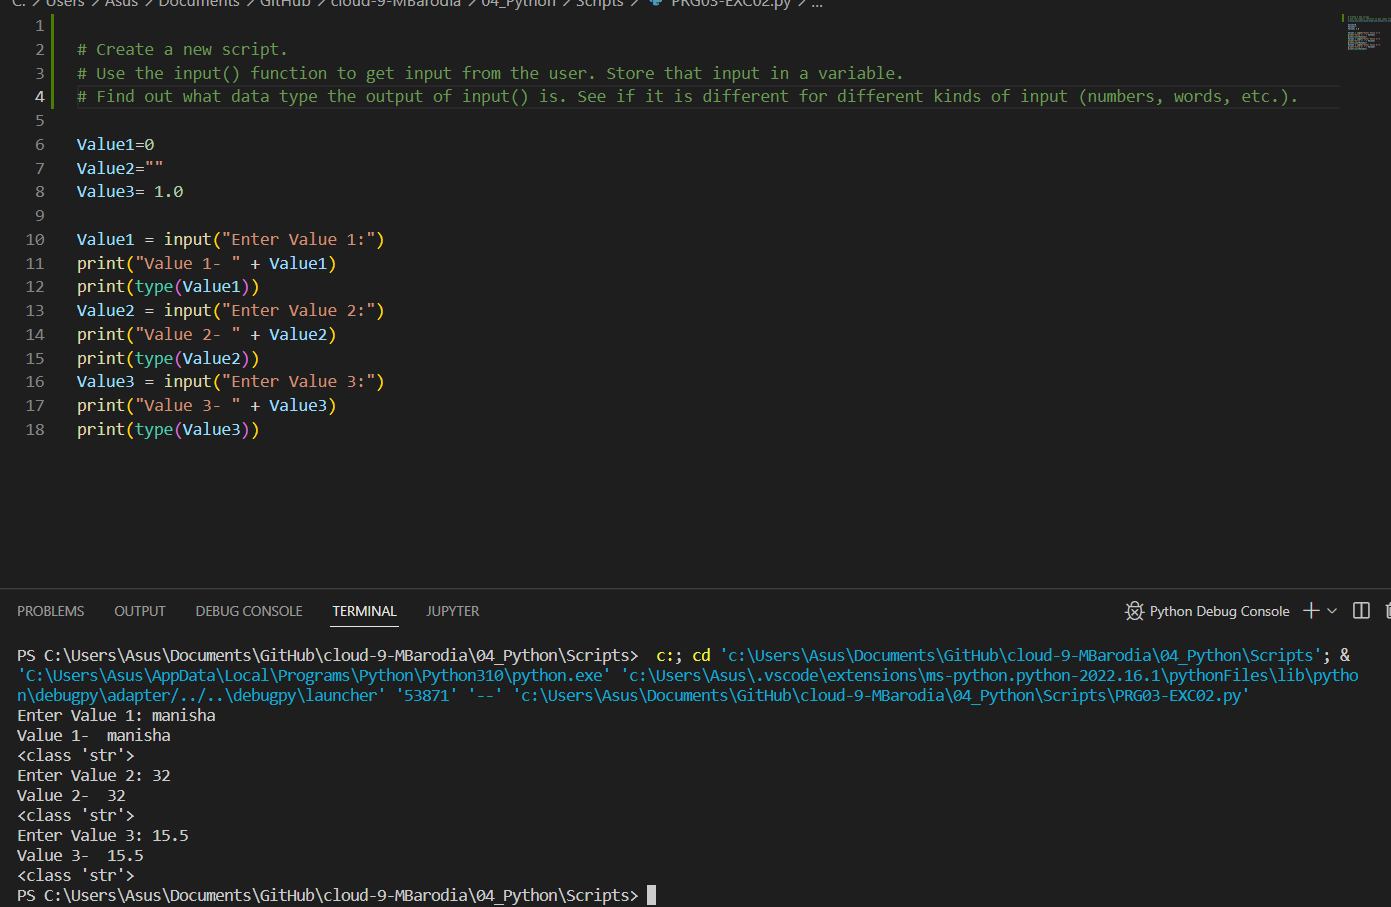 C: > Users > Asus > Documents > GitHub > cloud-9-MBarodia > 04_Python > Scripts > PRG03-EXC02.py > ...
1
2 # Create a new script.
3 # Use the input() function to get input from the user. Store that input in a variable.
4 # Find out what data type the output of input() is. See if it is different for different kinds of input (numbers, words, etc.).
5
6 Value1=0
7 Value2=""
8 Value3= 1.0
9
10 Value1 = input("Enter Value 1:")
11 print("Value 1- " + Value1)
12 print(type(Value1))
13 Value2 = input("Enter Value 2:")
14 print("Value 2- " + Value2)
15 print(type(Value2))
16 Value3 = input("Enter Value 3:")
17 print("Value 3- " + Value3)
18 print(type(Value3))
PROBLEMS OUTPUT DEBUG CONSOLE TERMINAL JUPYTER Python Debug Console
PS C:\Users\Asus\Documents\GitHub\cloud-9-MBarodia\04_Python\Scripts>  c:; cd 'c:\Users\Asus\Documents\GitHub\cloud-9-MBarodia\04_Python\Scripts'; &
'C:\Users\Asus\AppData\Local\Programs\Python\Python310\python.exe' 'c:\Users\Asus\.vscode\extensions\ms-python.python-2022.16.1\pythonFiles\lib\pytho
n\debugpy\adapter/../..\debugpy\launcher' '53871' '--' 'c:\Users\Asus\Documents\GitHub\cloud-9-MBarodia\04_Python\Scripts\PRG03-EXC02.py'
Enter Value 1: manisha
Value 1-  manisha
<class 'str'>
Enter Value 2: 32
Value 2-  32
<class 'str'>
Enter Value 3: 15.5
Value 3-  15.5
<class 'str'>
PS C:\Users\Asus\Documents\GitHub\cloud-9-MBarodia\04_Python\Scripts>